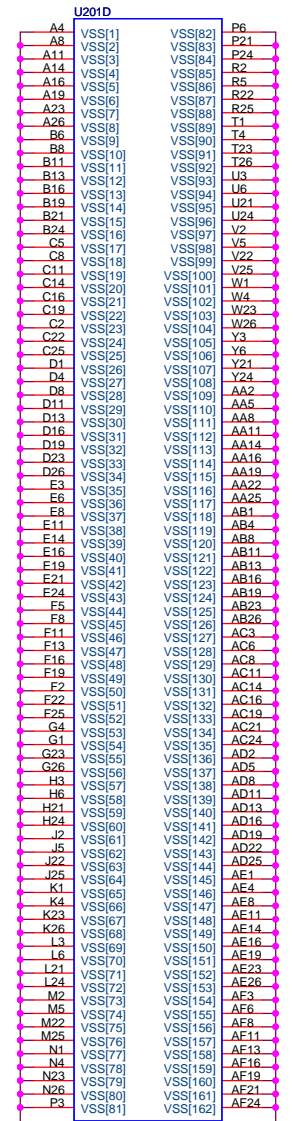 U201D
A4 VSS[1] VSS[82] P6
A8 VSS[2] VSS[83] P21
A11 VSS[3] VSS[84] P24
A14 VSS[4] VSS[85] R2
A16 VSS[5] VSS[86] R5
A19 VSS[6] VSS[87] R22
A23 VSS[7] VSS[88] R25
A26 VSS[8] VSS[89] T1
B6 VSS[9] VSS[90] T4
B8 VSS[10] VSS[91] T23
B11 VSS[11] VSS[92] T26
B13 VSS[12] VSS[93] U3
B16 VSS[13] VSS[94] U6
B19 VSS[14] VSS[95] U21
B21 VSS[15] VSS[96] U24
B24 VSS[16] VSS[97] V2
C5 VSS[17] VSS[98] V5
C8 VSS[18] VSS[99] V22
C11 VSS[19] VSS[100] V25
C14 VSS[20] VSS[101] W1
C16 VSS[21] VSS[102] W4
C19 VSS[22] VSS[103] W23
C2 VSS[23] VSS[104] W26
C22 VSS[24] VSS[105] Y3
C25 VSS[25] VSS[106] Y6
D1 VSS[26] VSS[107] Y21
D4 VSS[27] VSS[108] Y24
D8 VSS[28] VSS[109] AA2
D11 VSS[29] VSS[110] AA5
D13 VSS[30] VSS[111] AA8
D16 VSS[31] VSS[112] AA11
D19 VSS[32] VSS[113] AA14
D23 VSS[33] VSS[114] AA16
D26 VSS[34] VSS[115] AA19
E3 VSS[35] VSS[116] AA22
E6 VSS[36] VSS[117] AA25
E8 VSS[37] VSS[118] AB1
E11 VSS[38] VSS[119] AB4
E14 VSS[39] VSS[120] AB8
E16 VSS[40] VSS[121] AB11
E19 VSS[41] VSS[122] AB13
E21 VSS[42] VSS[123] AB16
E24 VSS[43] VSS[124] AB19
F5 VSS[44] VSS[125] AB23
F8 VSS[45] VSS[126] AB26
F11 VSS[46] VSS[127] AC3
F13 VSS[47] VSS[128] AC6
F16 VSS[48] VSS[129] AC8
F19 VSS[49] VSS[130] AC11
F2 VSS[50] VSS[131] AC14
F22 VSS[51] VSS[132] AC16
F25 VSS[52] VSS[133] AC19
G4 VSS[53] VSS[134] AC21
G1 VSS[54] VSS[135] AC24
G23 VSS[55] VSS[136] AD2
G26 VSS[56] VSS[137] AD5
H3 VSS[57] VSS[138] AD8
H6 VSS[58] VSS[139] AD11
H21 VSS[59] VSS[140] AD13
H24 VSS[60] VSS[141] AD16
J2 VSS[61] VSS[142] AD19
J5 VSS[62] VSS[143] AD22
J22 VSS[63] VSS[144] AD25
J25 VSS[64] VSS[145] AE1
K1 VSS[65] VSS[146] AE4
K4 VSS[66] VSS[147] AE8
K23 VSS[67] VSS[148] AE11
K26 VSS[68] VSS[149] AE14
L3 VSS[69] VSS[150] AE16
L6 VSS[70] VSS[151] AE19
L21 VSS[71] VSS[152] AE23
L24 VSS[72] VSS[153] AE26
M2 VSS[73] VSS[154] AF3
M5 VSS[74] VSS[155] AF6
M22 VSS[75] VSS[156] AF8
M25 VSS[76] VSS[157] AF11
N1 VSS[77] VSS[158] AF13
N4 VSS[78] VSS[159] AF16
N23 VSS[79] VSS[160] AF19
N26 VSS[80] VSS[161] AF21
P3 VSS[81] VSS[162] AF24